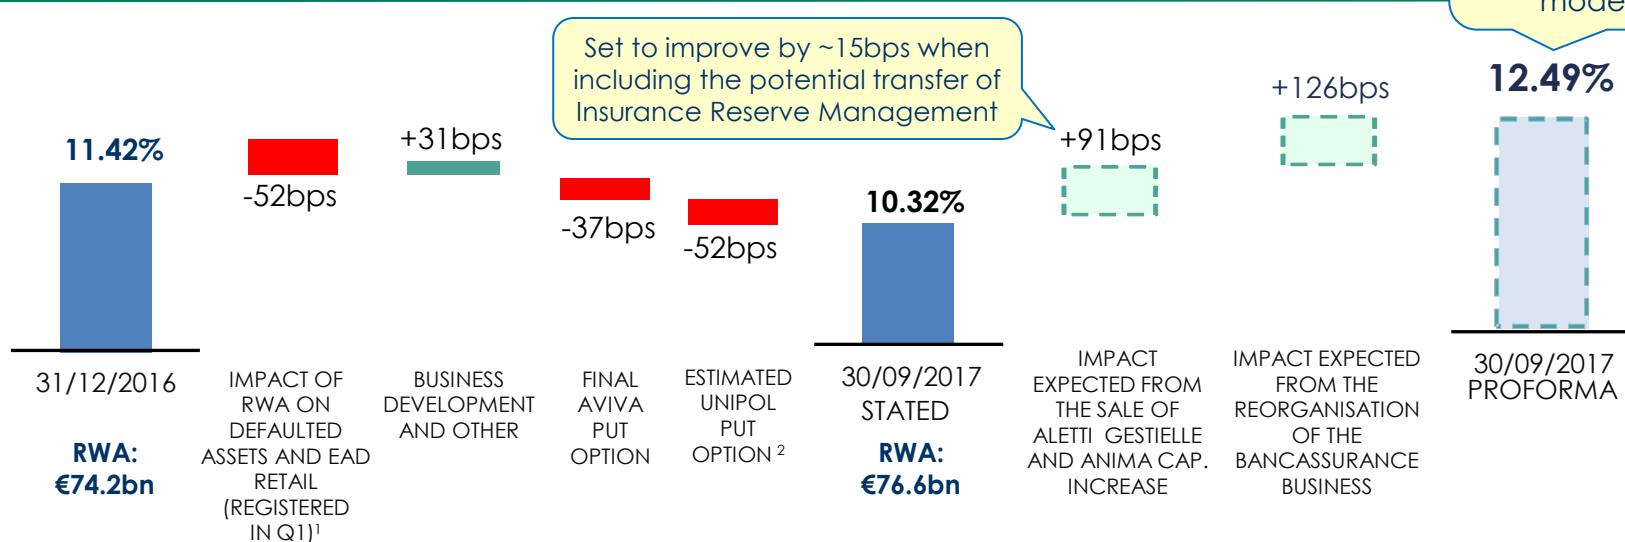 mode
Set to improve by ~15bps when
including the potential transfer of
Insurance Reserve Management
11.42%
-52bps
+31bps
-37bps
-52bps
10.32%
+91bps
+126bps
12.49%
31/12/2016
RWA:
€74.2bn
IMPACT OF
RWA ON
DEFAULTED
ASSETS AND EAD
RETAIL
(REGISTERED
IN Q1)¹
BUSINESS
DEVELOPMENT
AND OTHER
FINAL
AVIVA
PUT
OPTION
ESTIMATED
UNIPOL
PUT
OPTION ²
30/09/2017
STATED
RWA:
€76.6bn
IMPACT
EXPECTED FROM
THE SALE OF
ALETTI GESTIELLE
AND ANIMA CAP.
INCREASE
IMPACT EXPECTED
FROM THE
REORGANISATION
OF THE
BANCASSURANCE
BUSINESS
30/09/2017
PROFORMA